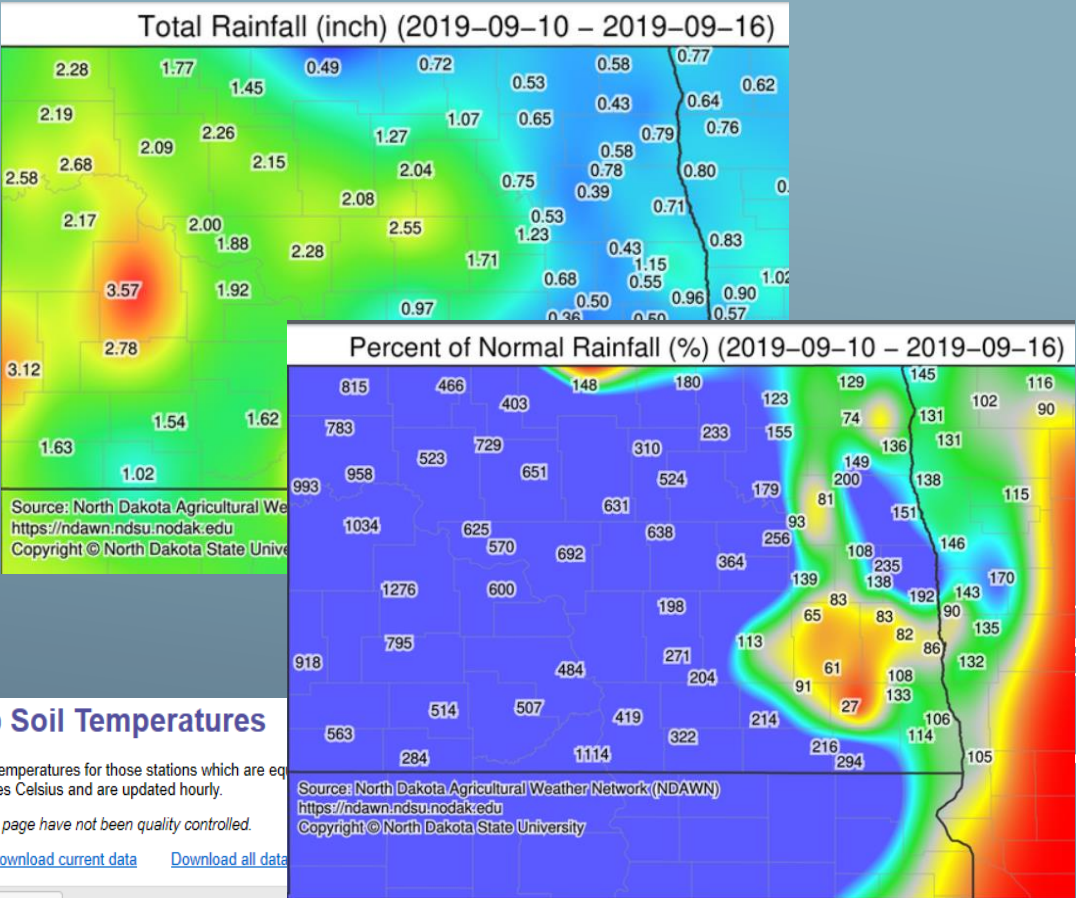 Total Rainfall (inch) (2019–09–10 – 2019–09–16)
2.28 1.77 0.49 0.72 0.58 0.77
1.45 0.53 0.62
2.19 0.43 0.64
1.07 0.65
2.26 1.27 0.79 0.76
2.09 0.58
2.68 2.15 2.04 0.78 0.80
2.58 0.75
2.08 0.39 0.
2.17 2.00 2.55 0.53 0.71
1.88 1.23 0.83
2.28 0.43
1.71 1.15
3.57 1.92 0.68 0.55 1.02
0.97 0.50 0.96 0.90
0.36 0.50 0.57
2.78
3.12
1.54 1.62
1.63
1.02
Source: North Dakota Agricultural We
https://ndawn.ndsu.nodak.edu
Copyright © North Dakota State Unive
Percent of Normal Rainfall (%) (2019–09–10 – 2019–09–16)
815 466 148 180 129 145 116
403 123 102 90
783 233 155 74 131
523 729 310 136 131
958 651 524 149 138
993 631 179 200 115
1034 625 638 93 81 151
570 692 256 108 146
364 235
1276 600 139 138 170
198 83 192 143
65 83 90
795 113 82 135
918 484 271 61 86 132
204 91 108
514 507 27 133
563 419 214 106
322 216 114
284 1114 294 105
Source: North Dakota Agricultural Weather Network (NDAWN)
https://ndawn.ndsu.nodak.edu
Copyright © North Dakota State University
Soil Temperatures
emperatures for those stations which are equ
es Celsius and are updated hourly.
page have not been quality controlled.
ownload current data Download all data